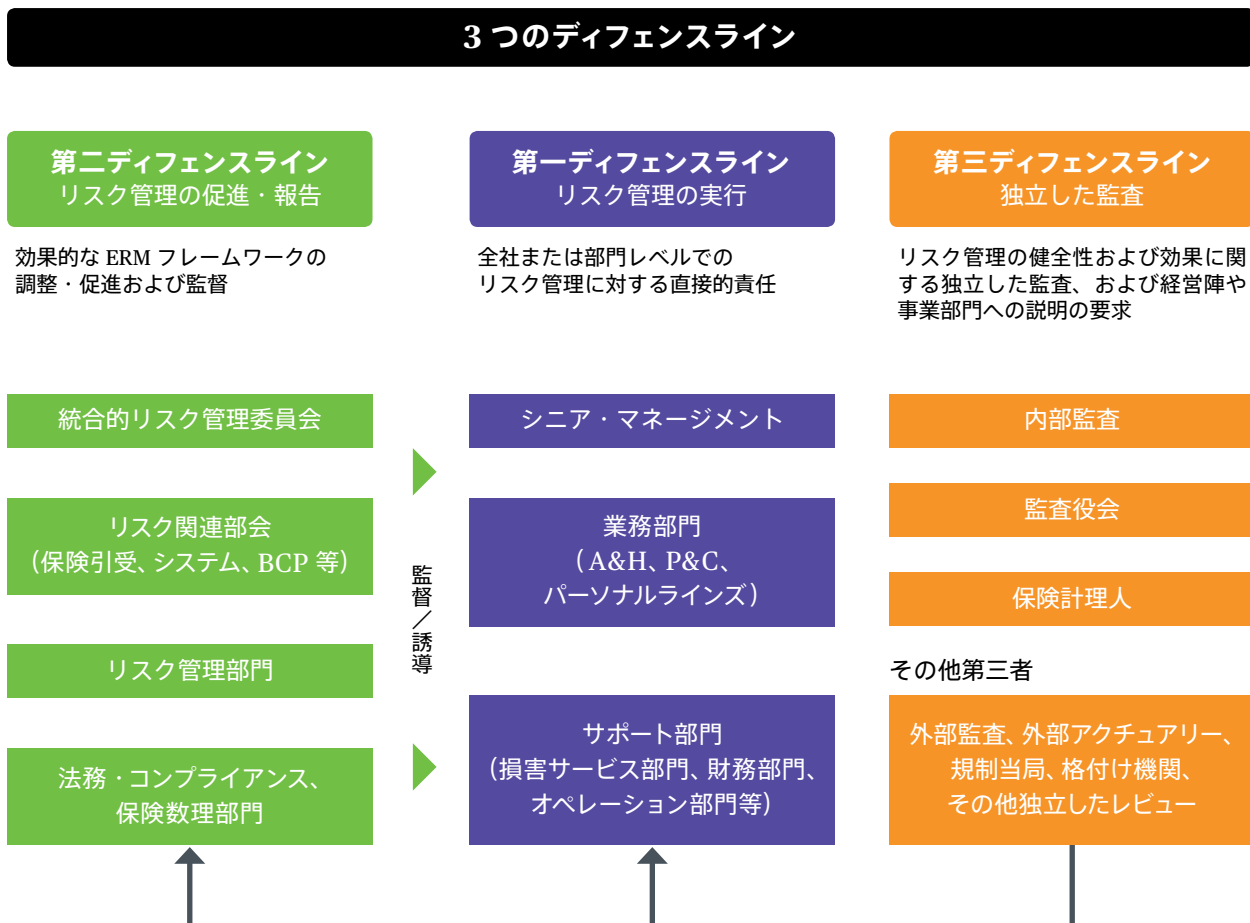 3 つのディフェンスライン
第二ディフェンスライン
リスク管理の促進・報告
効果的な ERM フレームワークの
調整・促進および監督
統合的リスク管理委員会
リスク関連部会
(保険引受、システム、BCP 等)
リスク管理部門
法務・コンプライアンス、
保険数理部門
監督／誘導
第一ディフェンスライン
リスク管理の実行
全社または部門レベルでの
リスク管理に対する直接的責任
シニア・マネージメント
業務部門
(A&H、P&C、
パーソナルラインズ)
サポート部門
(損害サービス部門、財務部門、
オペレーション部門等)
第三ディフェンスライン
独立した監査
リスク管理の健全性および効果に関
する独立した監査、および経営陣や
事業部門への説明の要求
内部監査
監査役会
保険計理人
その他第三者
外部監査、外部アクチュアリー、
規制当局、格付け機関、
その他独立したレビュー